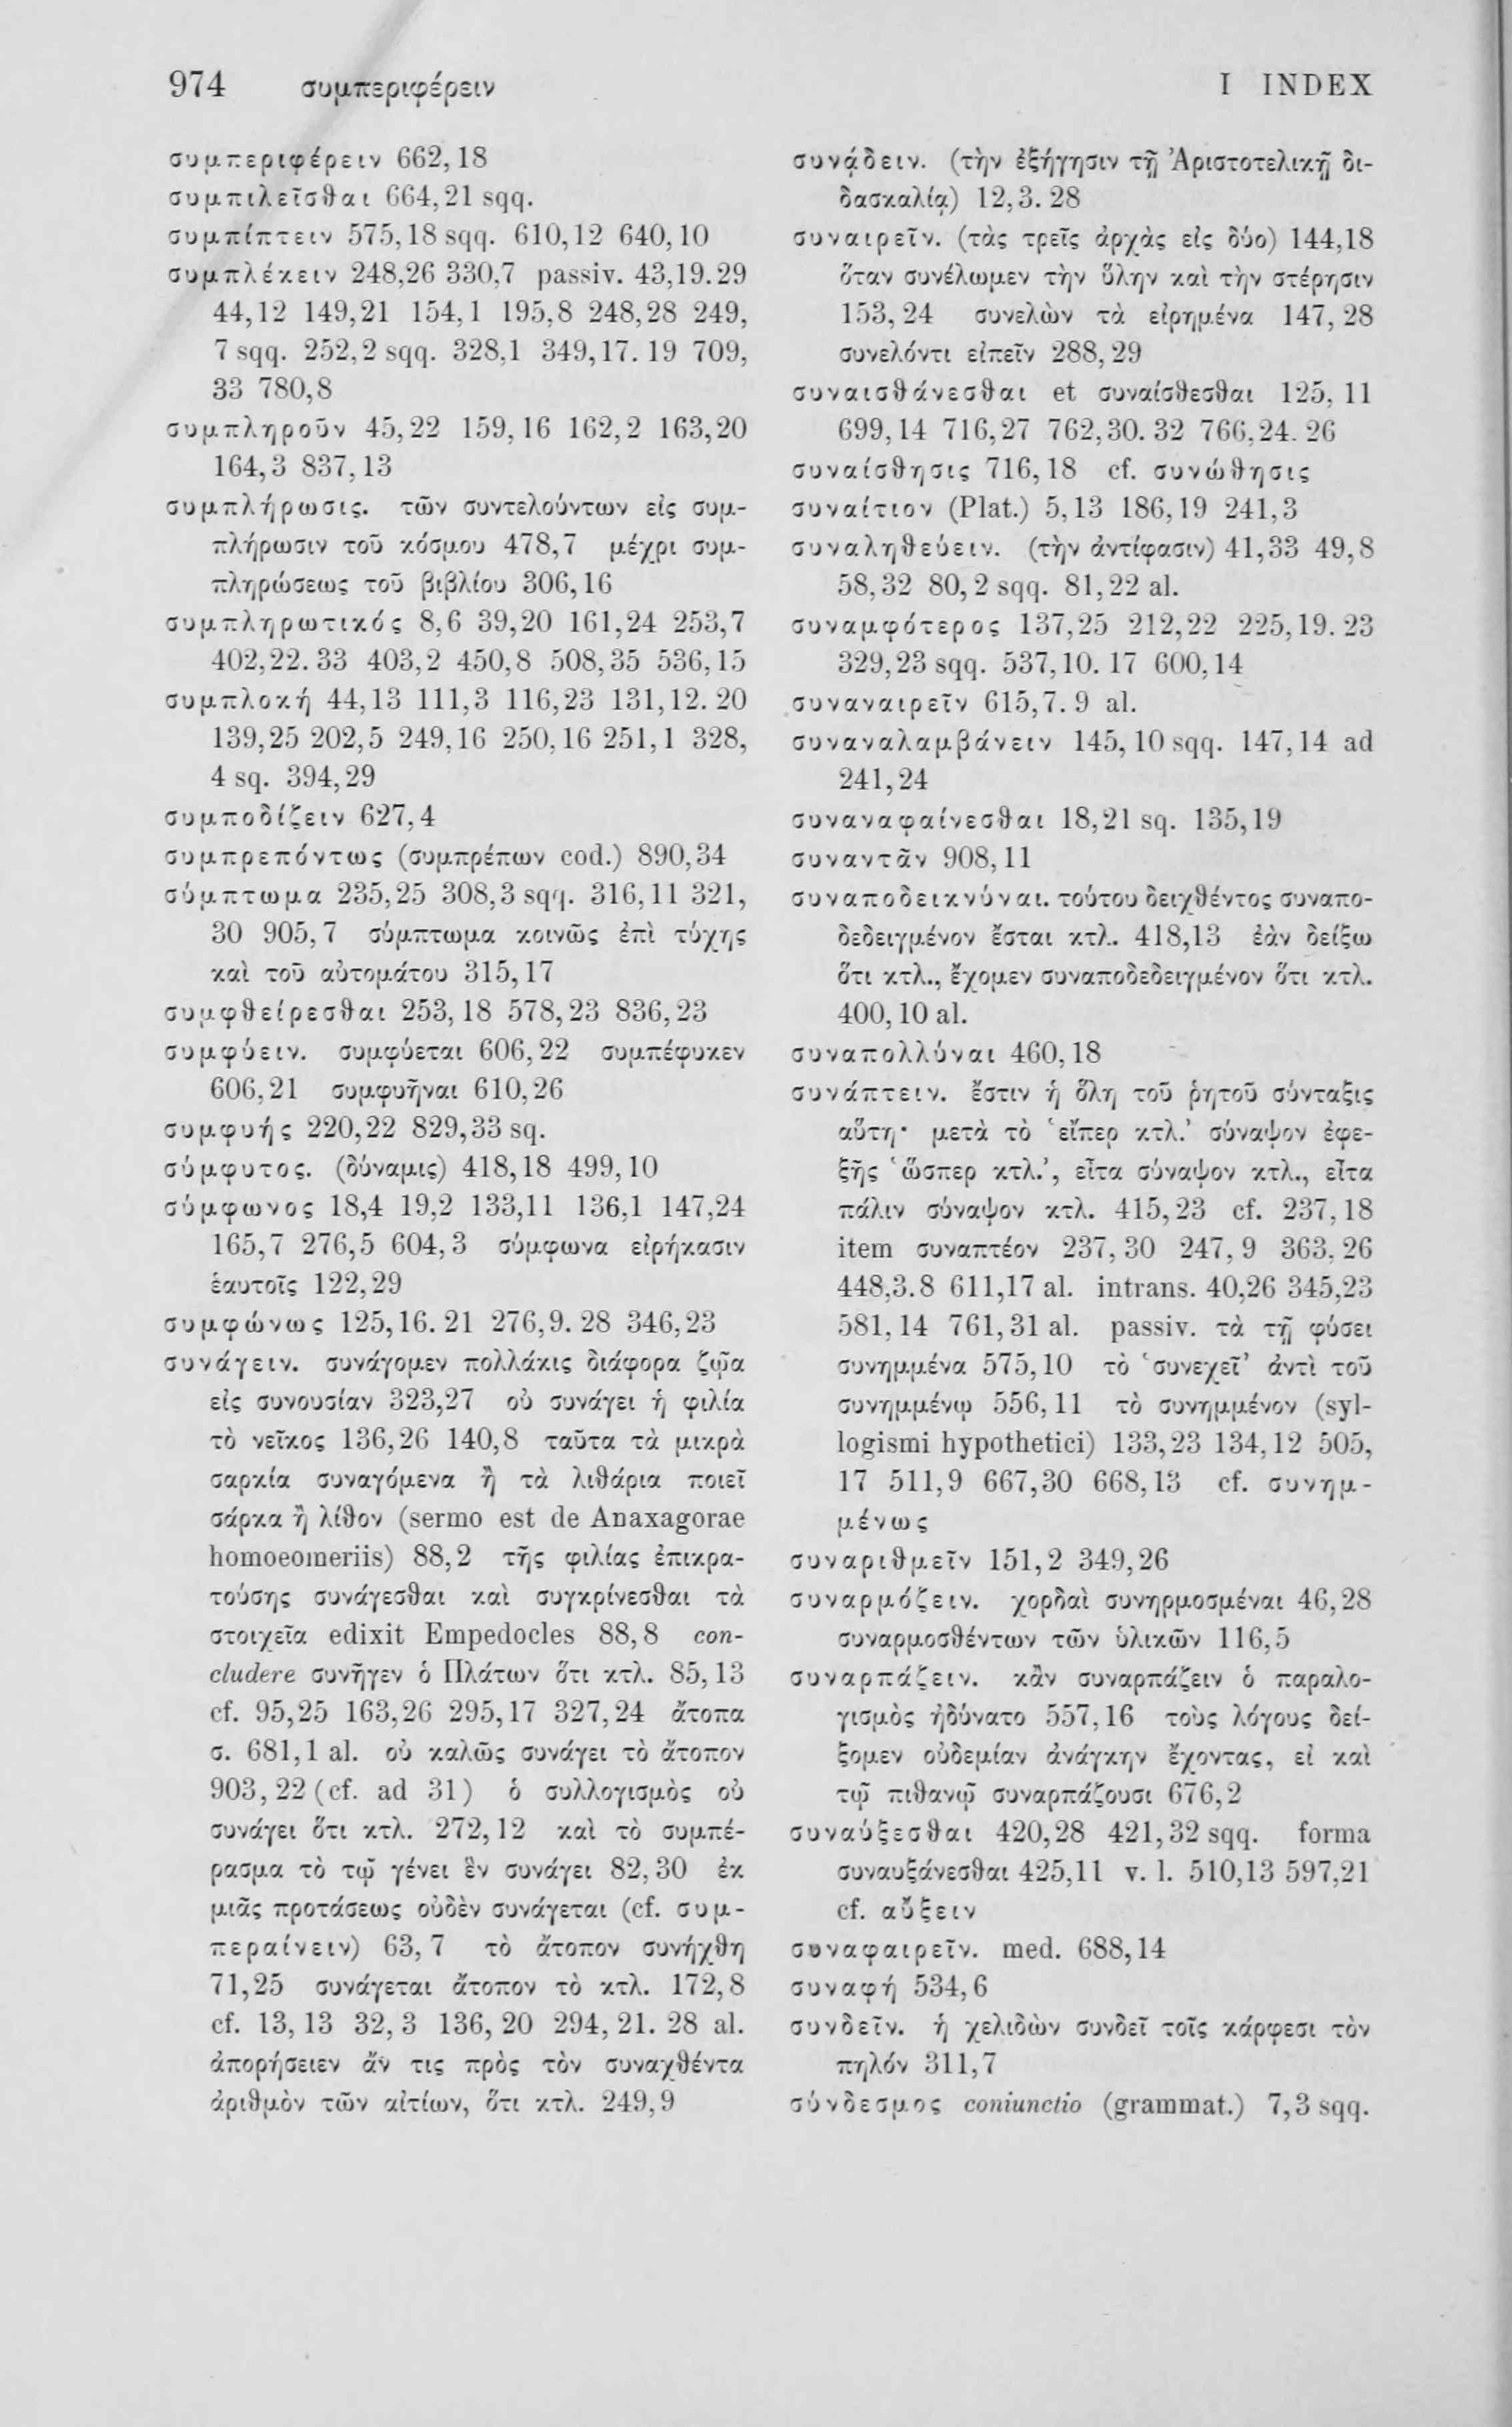 974 συμπεριφέρειν I INDEX
συμπεριφέρειν 662,18
συμπιλεῖσθαι 664,21 sqq.
συμπίπτειν 575,18 sqq. 610,12 640,10
συμπλέκειν 248,26 330,7 passiv. 43,19.29
44,12 149,21 154,1 195,8 248,28 249,
7 sqq. 252,2 sqq. 328,1 349,17. 19 709,
33 780,8
συμπληροῦν 45,22 159,16 162,2 163,20
164,3 837,13
συμπλήρωσις. τῶν συντελούντων εἰς συμ-
πλήρωσιν τοῦ κόσμου 478,7 μέχρι συμ-
πληρώσεως τοῦ βιβλίου 306,16
συμπληρωτικός 8,6 39,20 161,24 253,7
402,22. 33 403,2 450,8 508,35 536,15
συμπλοκή 44,13 111,3 116,23 131,12. 20
139,25 202,5 249,16 250,16 251,1 328,
4 sq. 394,29
συμποδίζειν 627,4
συμπρεπόντως (συμπρέπων cod.) 890,34
σύμπτωμα 235,25 308,3 sqq. 316,11 321,
30 905,7 σύμπτωμα κοινῶς ἐπὶ τύχης
καὶ τοῦ αὐτομάτου 315,17
συμφθείρεσθαι 253,18 578,23 836,23
συμφύειν. συμφύεται 606,22 συμπέφυκεν
606,21 συμφυῆναι 610,26
συμφυής 220,22 829,33 sq.
σύμφυτος. (δύναμις) 418,18 499,10
σύμφωνος 18,4 19,2 133,11 136,1 147,24
165,7 276,5 604,3 σύμφωνα εἰρήκασιν
ἑαυτοῖς 122,29
συμφώνως 125,16. 21 276,9. 28 346,23
συνάγειν. συνάγομεν πολλάκις διάφορα ζῷα
εἰς συνουσίαν 323,27 οὐ συνάγει ἡ φιλία
τὸ νεῖκος 136,26 140,8 ταῦτα τὰ μικρὰ
σαρκία συναγόμενα ἢ τὰ λιθάρια ποιεῖ
σάρκα ἢ λίθον (sermo est de Anaxagorae
homoeomeriis) 88,2 τῆς φιλίας ἐπικρα-
τούσης συνάγεσθαι καὶ συγκρίνεσθαι τὰ
στοιχεῖα edixit Empedocles 88,8 con-
cludere συνῆγεν ὁ Πλάτων ὅτι κτλ. 85,13
cf. 95,25 163,26 295,17 327,24 ἄτοπα
σ. 681,1 al. οὐ καλῶς συνάγει τὸ ἄτοπον
903,22 (cf. ad 31) ὁ συλλογισμὸς οὐ
συνάγει ὅτι κτλ. 272,12 καὶ τὸ συμπέ-
ρασμα τὸ τῷ γένει ἓν συνάγει 82,30 ἐκ
μιᾶς προτάσεως οὐδὲν συνάγεται (cf. συμ-
περαίνειν) 63,7 τὸ ἄτοπον συνήχθη
71,25 συνάγεται ἄτοπον τὸ κτλ. 172,8
cf. 13,13 32,3 136,20 294,21. 28 al.
ἀπορήσειεν ἄν τις πρὸς τὸν συναχθέντα
ἀριθμὸν τῶν αἰτίων, ὅτι κτλ. 249,9
συνᾴδειν. (τὴν ἐξήγησιν τῇ Ἀριστοτελικῇ δι-
δασκαλίᾳ) 12,3. 28
συναιρεῖν. (τὰς τρεῖς ἀρχὰς εἰς δύο) 144,18
ὅταν συνέλωμεν τὴν ὕλην καὶ τὴν στέρησιν
153,24 συνελὼν τὰ εἰρημένα 147,28
συνελόντι εἰπεῖν 288,29
συναισθάνεσθαι et συναίσθεσθαι 125,11
699,14 716,27 762,30. 32 766,24. 26
συναίσθησις 716,18 cf. συνώθησις
συναίτιον (Plat.) 5,13 186,19 241,3
συναληθεύειν. (τὴν ἀντίφασιν) 41,33 49,8
58,32 80,2 sqq. 81,22 al.
συναμφότερος 137,25 212,22 225,19. 23
329,23 sqq. 537,10. 17 600,14
συναναιρεῖν 615,7. 9 al.
συναναλαμβάνειν 145,10 sqq. 147,14 ad
241,24
συναναφαίνεσθαι 18,21 sq. 135,19
συναντᾶν 908,11
συναποδεικνύναι. τούτου δειχθέντος συναπο-
δεδειγμένον ἔσται κτλ. 418,13 ἐὰν δείξω
ὅτι κτλ., ἔχομεν συναποδεδειγμένον ὅτι κτλ.
400,10 al.
συναπολλύναι 460,18
συνάπτειν. ἔστιν ἡ ὅλη τοῦ ῥητοῦ σύνταξις
αὕτη· μετὰ τὸ ‘εἴπερ κτλ.’ σύναψον ἐφε-
ξῆς ‘ὥσπερ κτλ.’, εἶτα σύναψον κτλ., εἶτα
πάλιν σύναψον κτλ. 415,23 cf. 237,18
item συναπτέον 237,30 247,9 363,26
448,3.8 611,17 al. intrans. 40,26 345,23
581,14 761,31 al. passiv. τὰ τῇ φύσει
συνημμένα 575,10 τὸ ‘συνεχεῖ’ ἀντὶ τοῦ
συνημμένῳ 556,11 τὸ συνημμένον (syl-
logismi hypothetici) 133,23 134,12 505,
17 511,9 667,30 668,13 cf. συνημ-
μένως
συναριθμεῖν 151,2 349,26
συναρμόζειν. χορδαὶ συνηρμοσμέναι 46,28
συναρμοσθέντων τῶν ὑλικῶν 116,5
συναρπάζειν. κἂν συναρπάζειν ὁ παραλο-
γισμὸς ἠδύνατο 557,16 τοὺς λόγους δεί-
ξομεν οὐδεμίαν ἀνάγκην ἔχοντας, εἰ καὶ
τῷ πιθανῷ συναρπάζουσι 676,2
συναύξεσθαι 420,28 421,32 sqq. forma
συναυξάνεσθαι 425,11 v. l. 510,13 597,21
cf. αὔξειν
συναφαιρεῖν. med. 688,14
συναφή 534,6
συνδεῖν. ἡ χελιδὼν συνδεῖ τοῖς κάρφεσι τὸν
πηλόν 311,7
σύνδεσμος coniunctio (grammat.) 7,3 sqq.